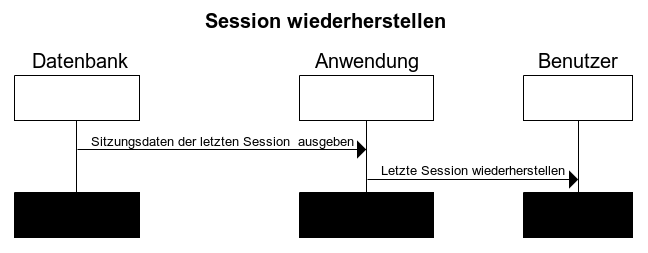 Session wiederherstellen
Datenbank
Anwendung
Benutzer
Sitzungsdaten der letzten Session  ausgeben
Letzte Session wiederherstellen